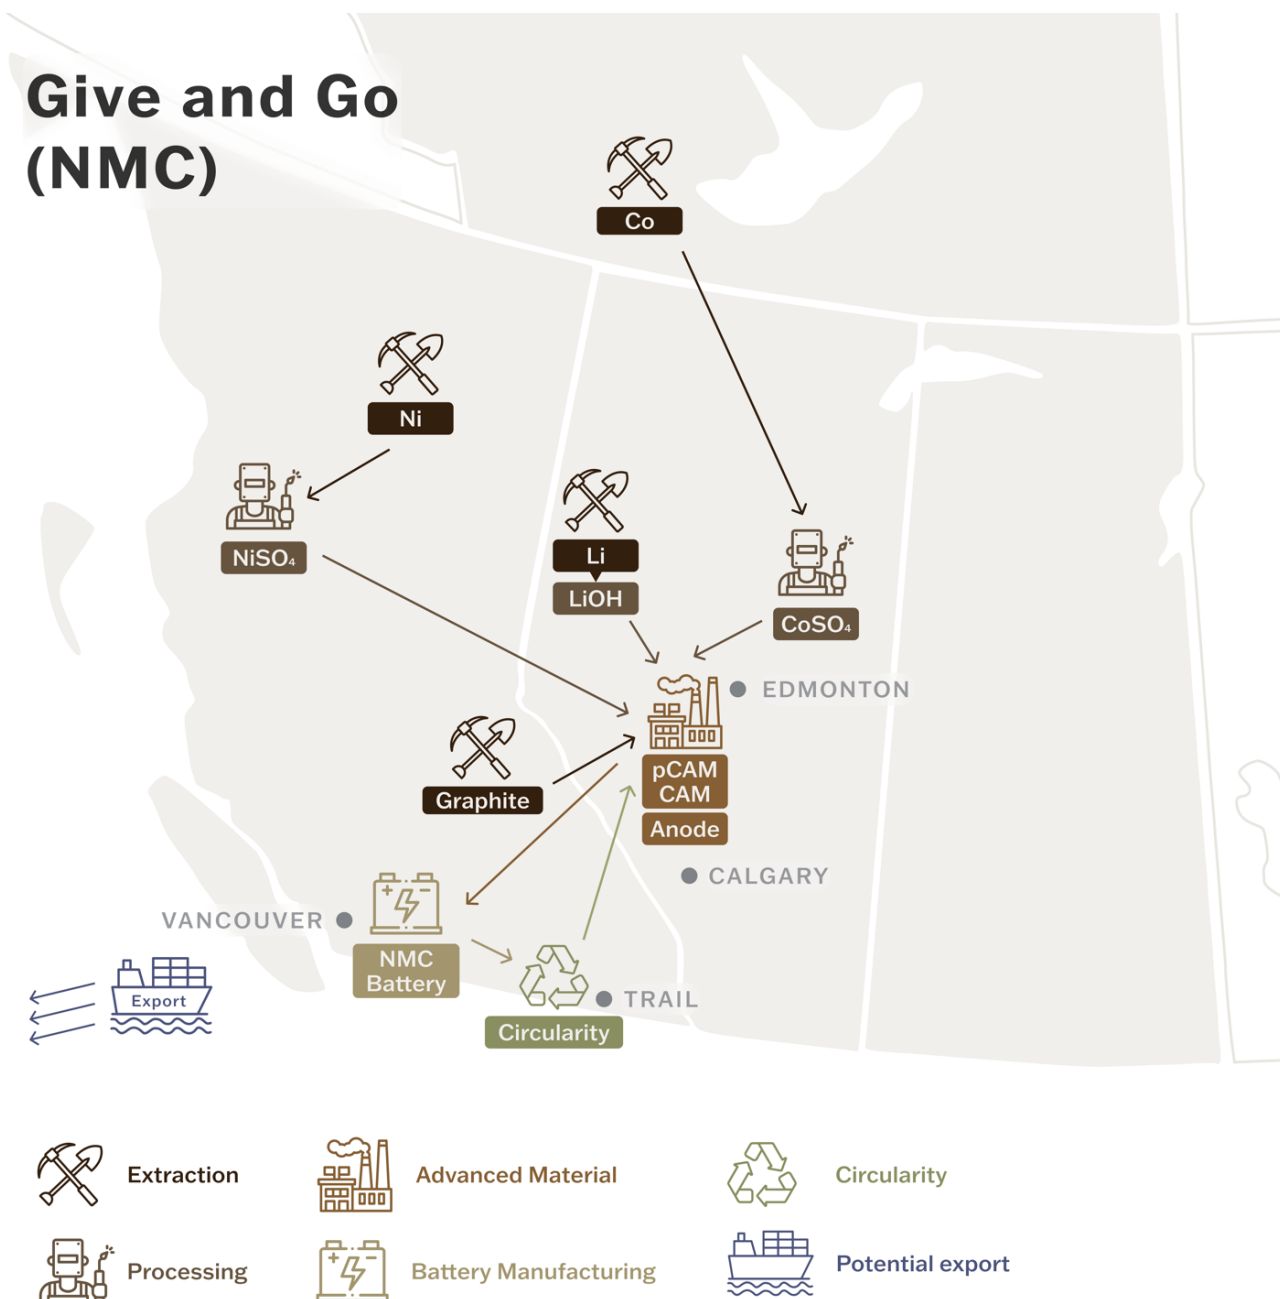 Give and Go
(NMC)
Co
Ni
NiSO₄
Li
LiOH
CoSO₄
EDMONTON
pCAM
CAM
Anode
Graphite
CALGARY
VANCOUVER
NMC
Battery
Export
TRAIL
Circularity
Extraction
Advanced Material
Circularity
Processing
Battery Manufacturing
Potential export